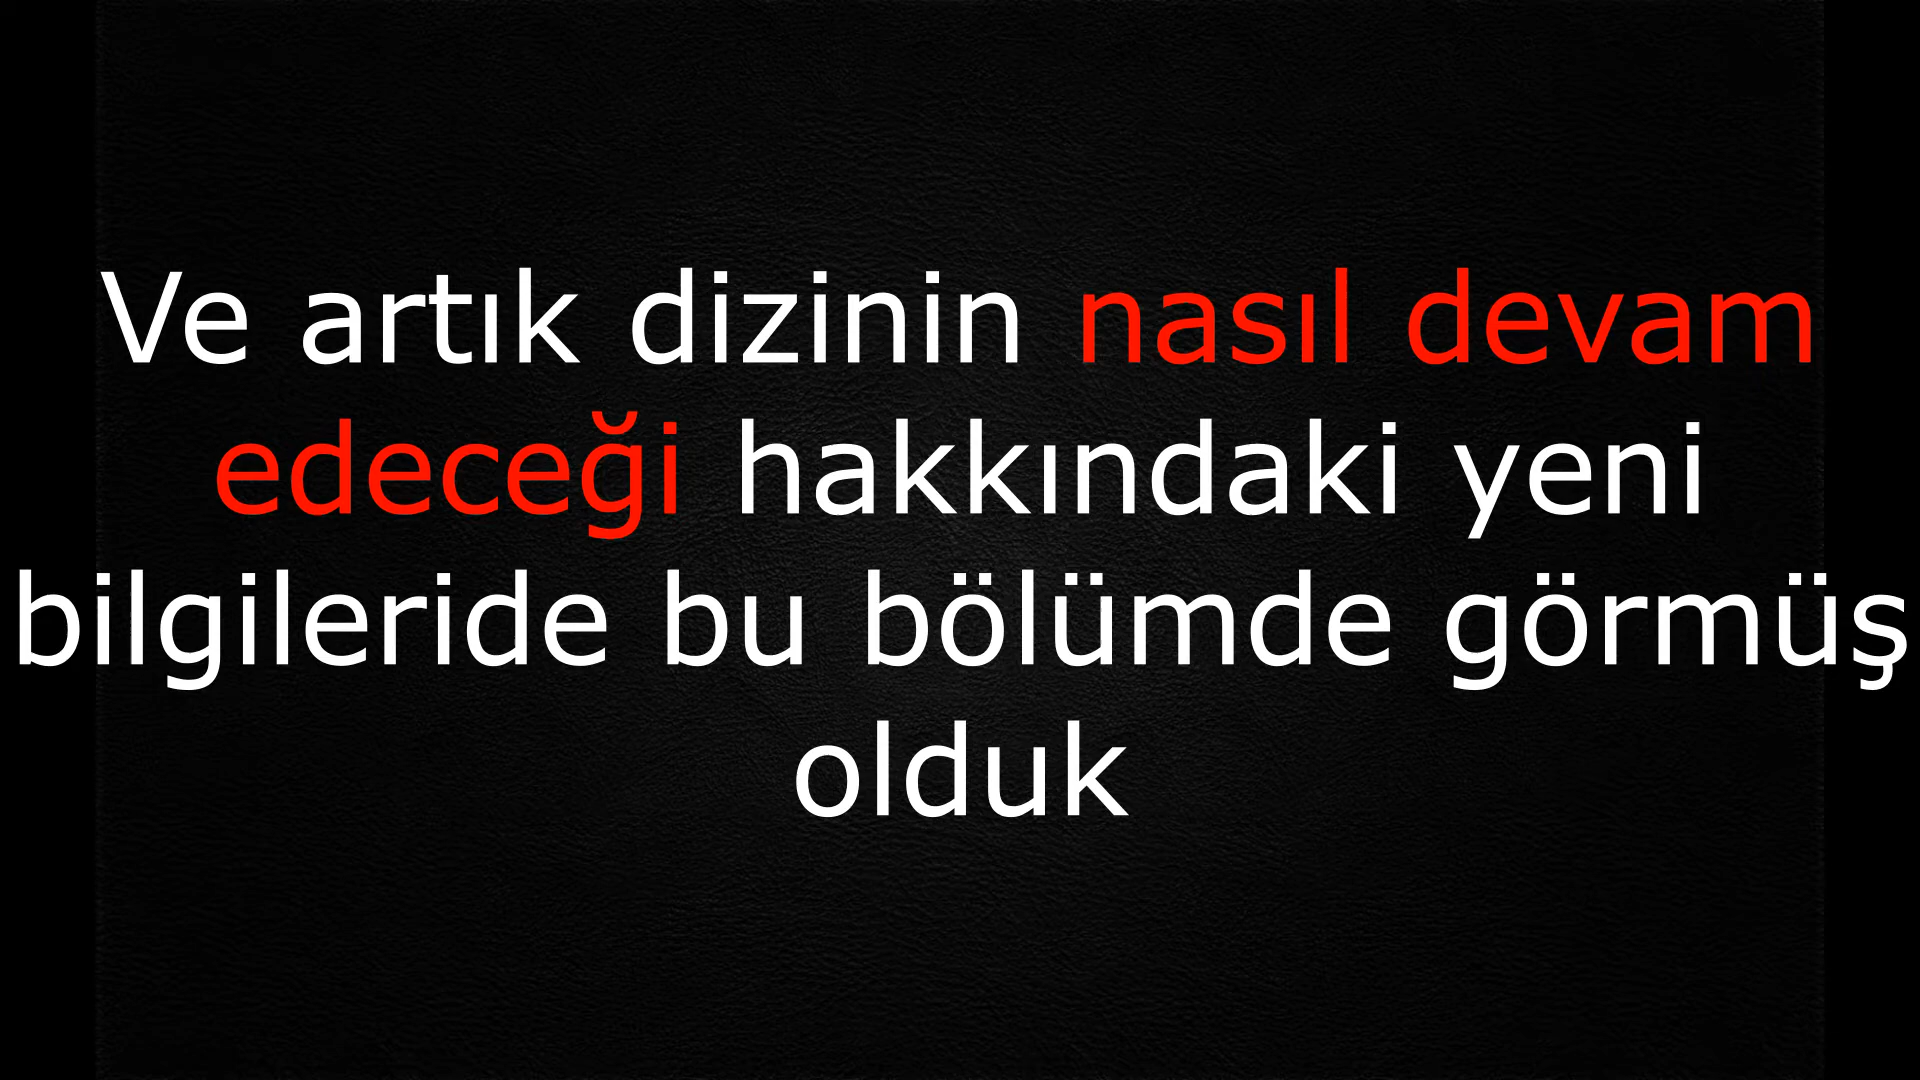 Ve artık dizinin nasıl devam
edeceği hakkındaki yeni
bilgileride bu bölümde görmüş
olduk